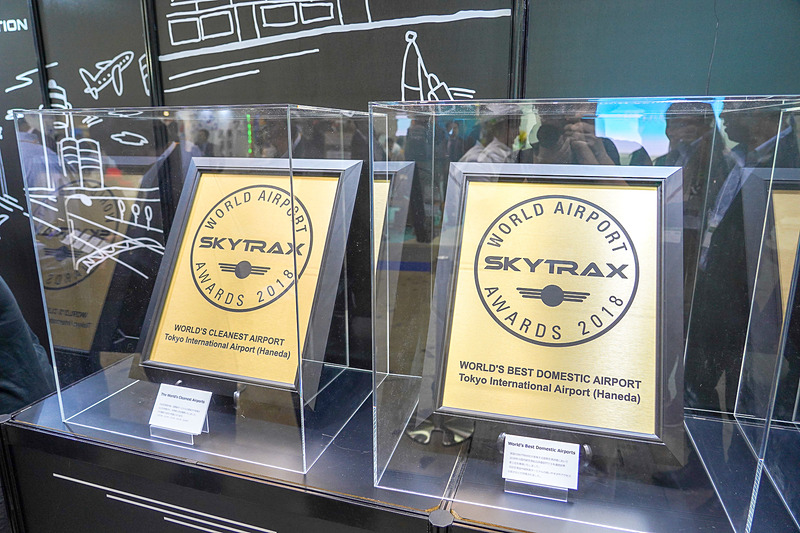 TION
WORLD AIRPORT
SKYTRAX
AWARDS 2018
WORLD'S CLEANEST AIRPORT
Tokyo International Airport (Haneda)
The World's Cleanest Airports
WORLD AIRPORT
SKYTRAX
AWARDS 2018
WORLD'S BEST DOMESTIC AIRPORT
Tokyo International Airport (Haneda)
World's Best Domestic Airports